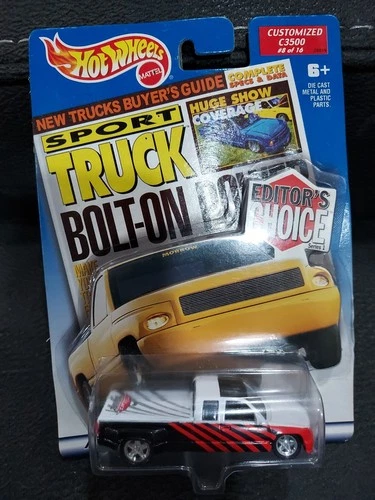 Hot Wheels
MATTEL
CUSTOMIZED
C3500
#8 of 16
6+
DIE CAST
METAL AND
PLASTIC
PARTS.
NEW TRUCKS BUYER'S GUIDE
COMPLETE
SPECS & DATA
SPORT
TRUCK
HUGE SHOW
COVERAGE
BOLT-ON
EDITOR'S
CHOICE